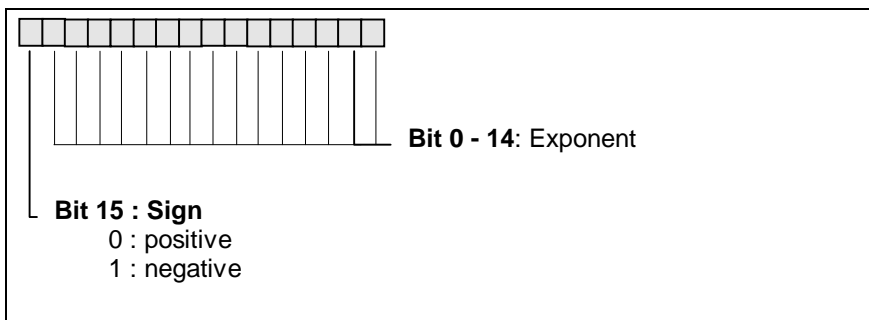 Bit 0 - 14: Exponent
Bit 15 : Sign
0 : positive
1 : negative